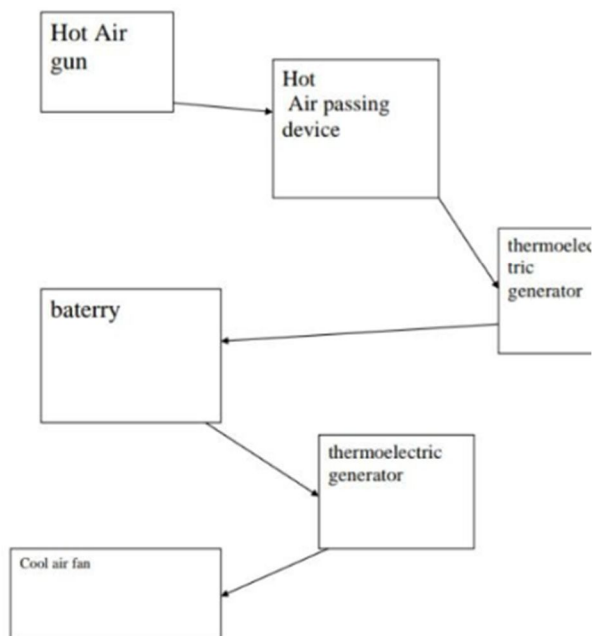 Hot Air
gun
Hot
Air passing
device
thermoelec
tric
generator
baterry
thermoelectric
generator
Cool air fan